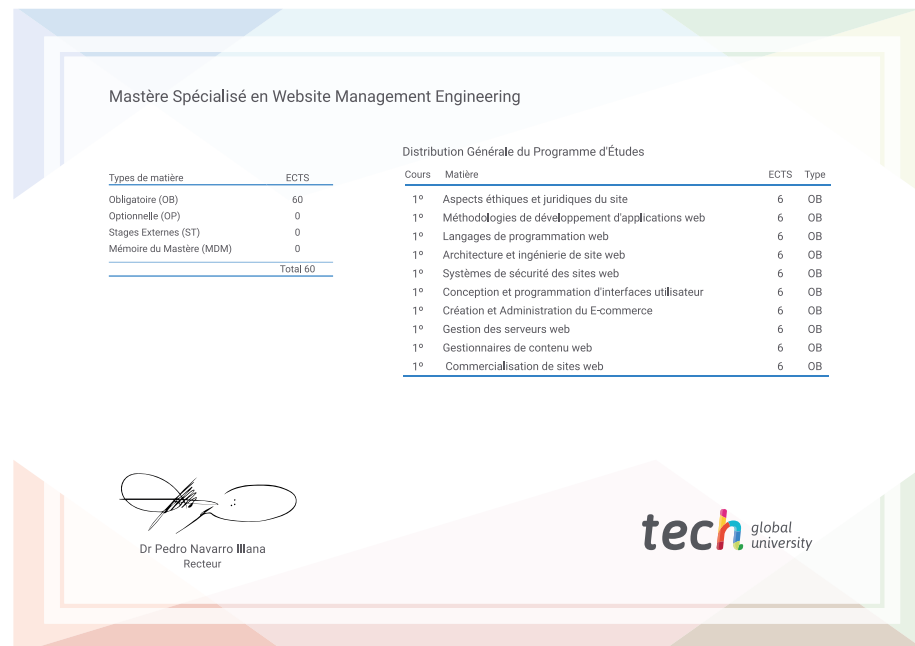 Mastère Spécialisé en Website Management Engineering
Types de matière ECTS
Obligatoire (OB) 60
Optionnelle (OP) 0
Stages Externes (ST) 0
Mémoire du Mastère (MDM) 0
Total 60
Distribution Générale du Programme d'Études
Cours Matière ECTS Type
1º Aspects éthiques et juridiques du site 6 OB
1º Méthodologies de développement d'applications web 6 OB
1º Langages de programmation web 6 OB
1º Architecture et ingénierie de site web 6 OB
1º Systèmes de sécurité des sites web 6 OB
1º Conception et programmation d'interfaces utilisateur 6 OB
1º Création et Administration du E-commerce 6 OB
1º Gestion des serveurs web 6 OB
1º Gestionnaires de contenu web 6 OB
1º Commercialisation de sites web 6 OB
Dr Pedro Navarro Illana
Recteur
tech global
university